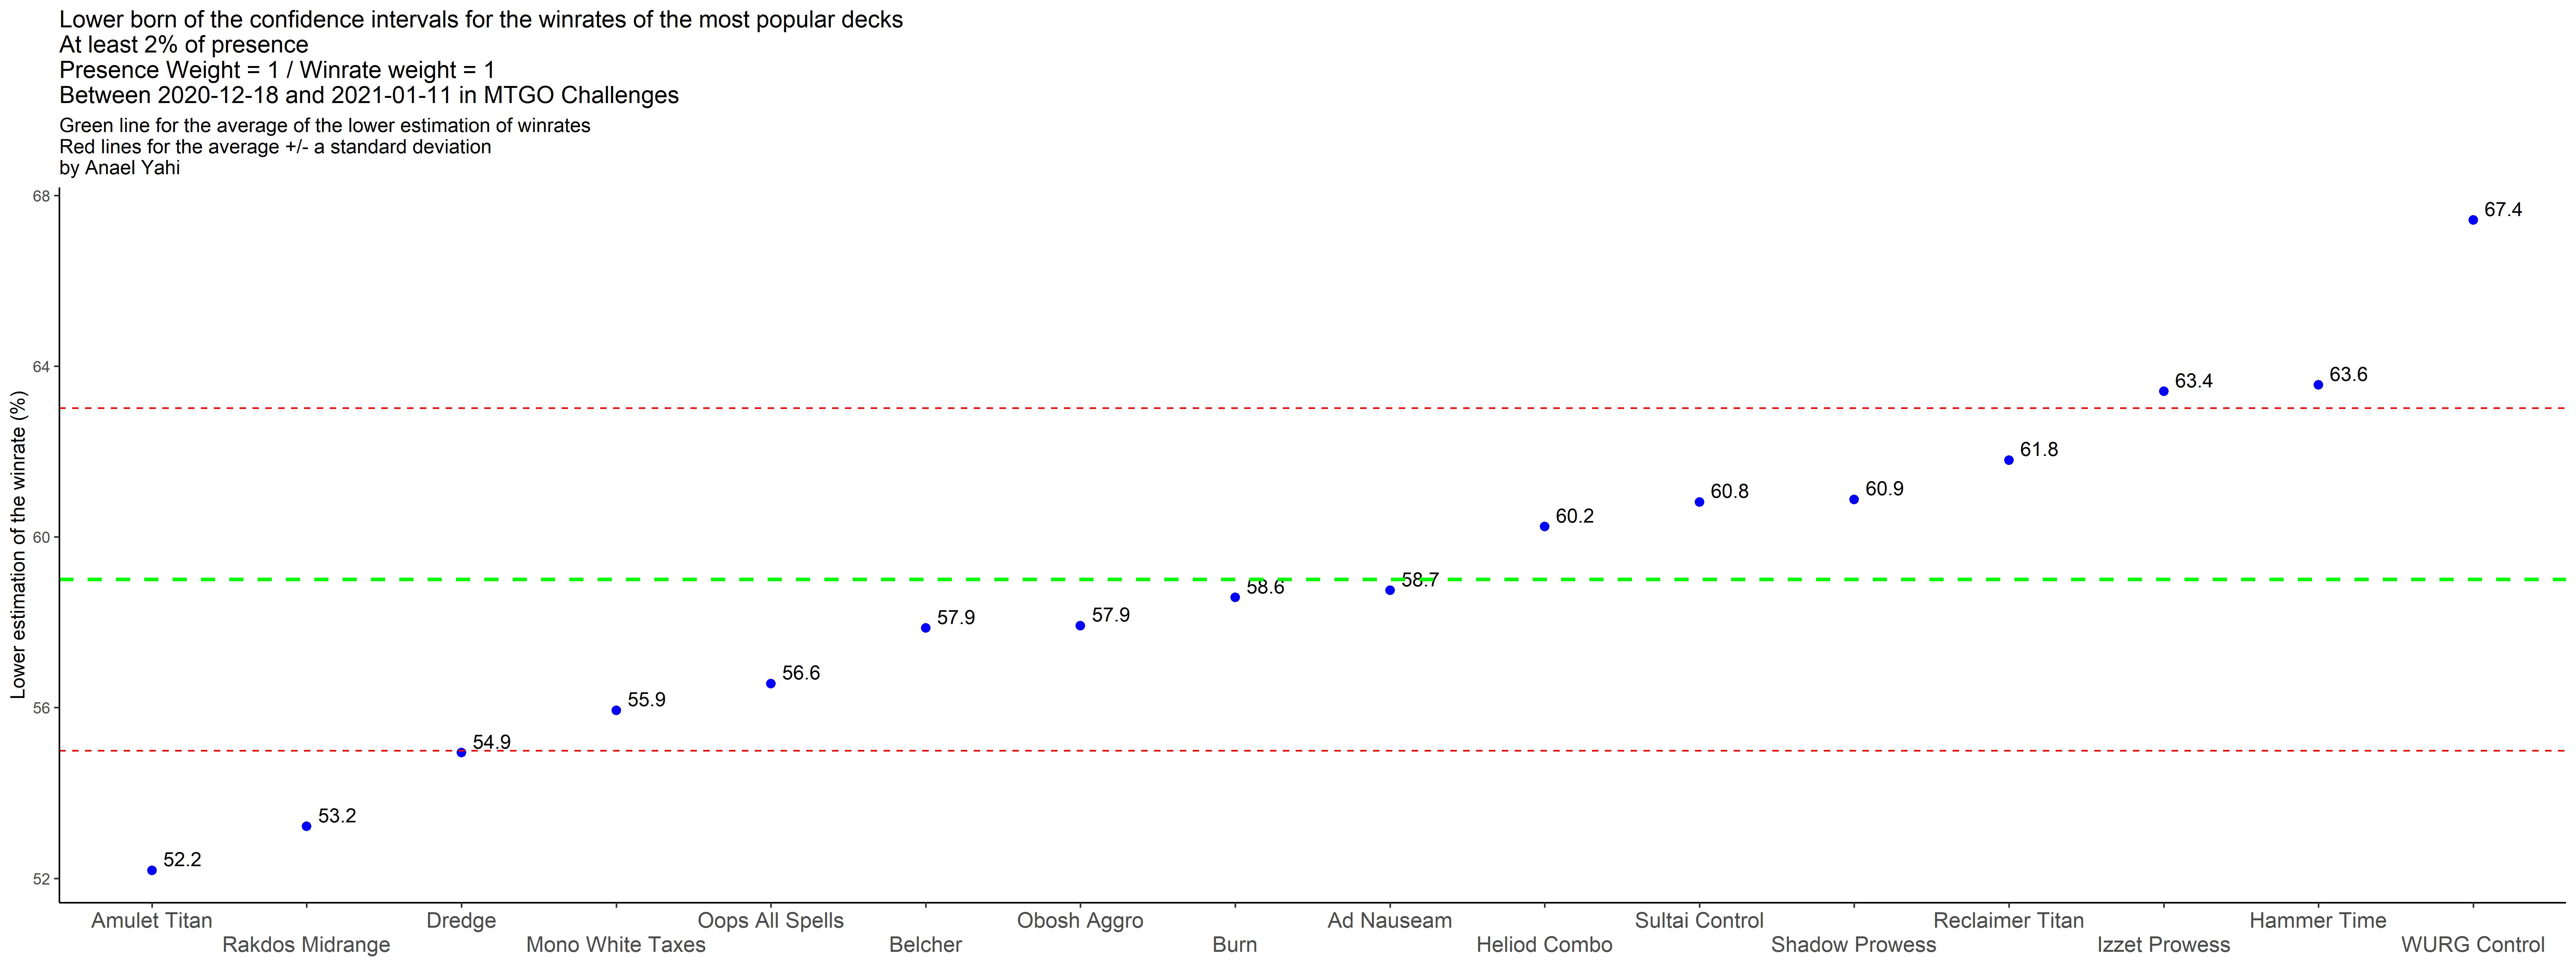 Lower born of the confidence intervals for the winrates of the most popular decks
At least 2% of presence
Presence Weight = 1 / Winrate weight = 1
Between 2020-12-18 and 2021-01-11 in MTGO Challenges
Green line for the average of the lower estimation of winrates
Red lines for the average +/- a standard deviation
by Anael Yahi
Lower estimation of the winrate (%)
68
64
60
56
52
52.2
53.2
54.9
55.9
56.6
57.9
57.9
58.6
58.7
60.2
60.8
60.9
61.8
63.4
63.6
67.4
Amulet Titan
Rakdos Midrange
Dredge
Mono White Taxes
Oops All Spells
Belcher
Obosh Aggro
Burn
Ad Nauseam
Heliod Combo
Sultai Control
Shadow Prowess
Reclaimer Titan
Izzet Prowess
Hammer Time
WURG Control